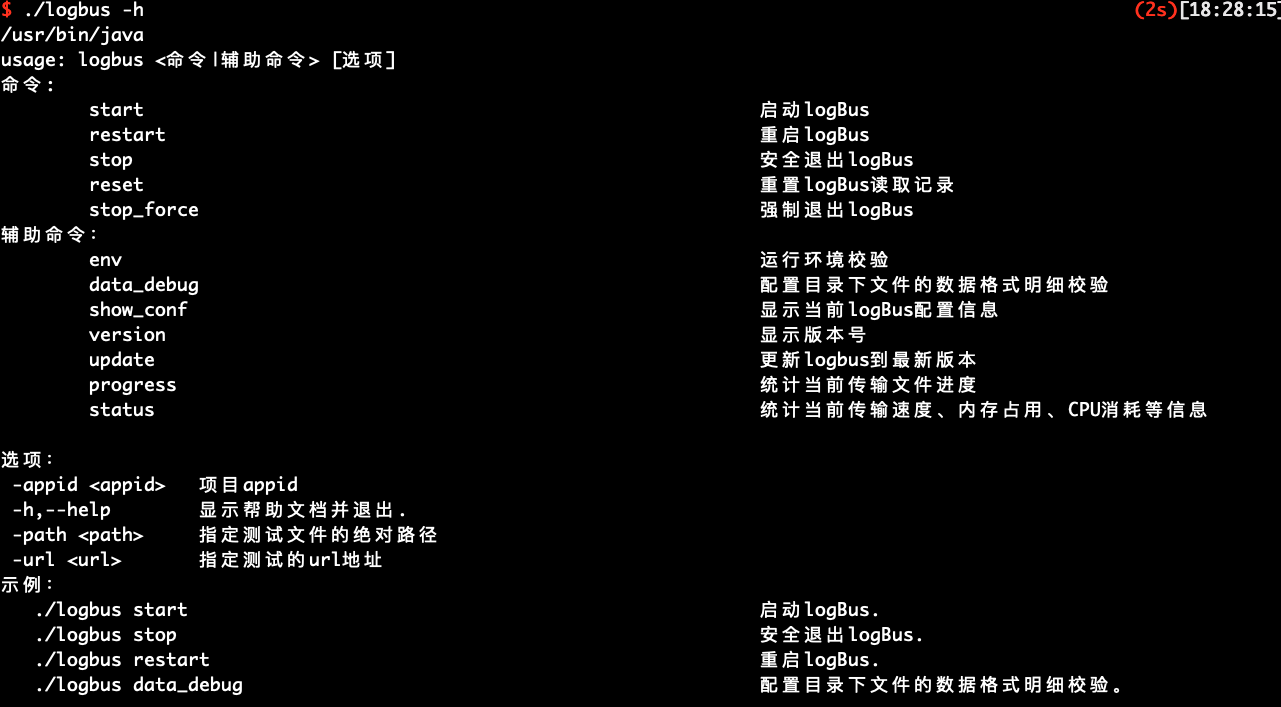 $ ./logbus -h (2s)[18:28:15]
/usr/bin/java
usage: logbus <命令|辅助命令> [选项]
命令:
start 启动logBus
restart 重启logBus
stop 安全退出logBus
reset 重置logBus读取记录
stop_force 强制退出logBus
辅助命令:
env 运行环境校验
data_debug 配置目录下文件的数据格式明细校验
show_conf 显示当前logBus配置信息
version 显示版本号
update 更新logbus到最新版本
progress 统计当前传输文件进度
status 统计当前传输速度、内存占用、CPU消耗等信息
选项:
-appid <appid> 项目appid
-h,--help 显示帮助文档并退出.
-path <path> 指定测试文件的绝对路径
-url <url> 指定测试的url地址
示例:
./logbus start 启动logBus.
./logbus stop 安全退出logBus.
./logbus restart 重启logBus.
./logbus data_debug 配置目录下文件的数据格式明细校验。